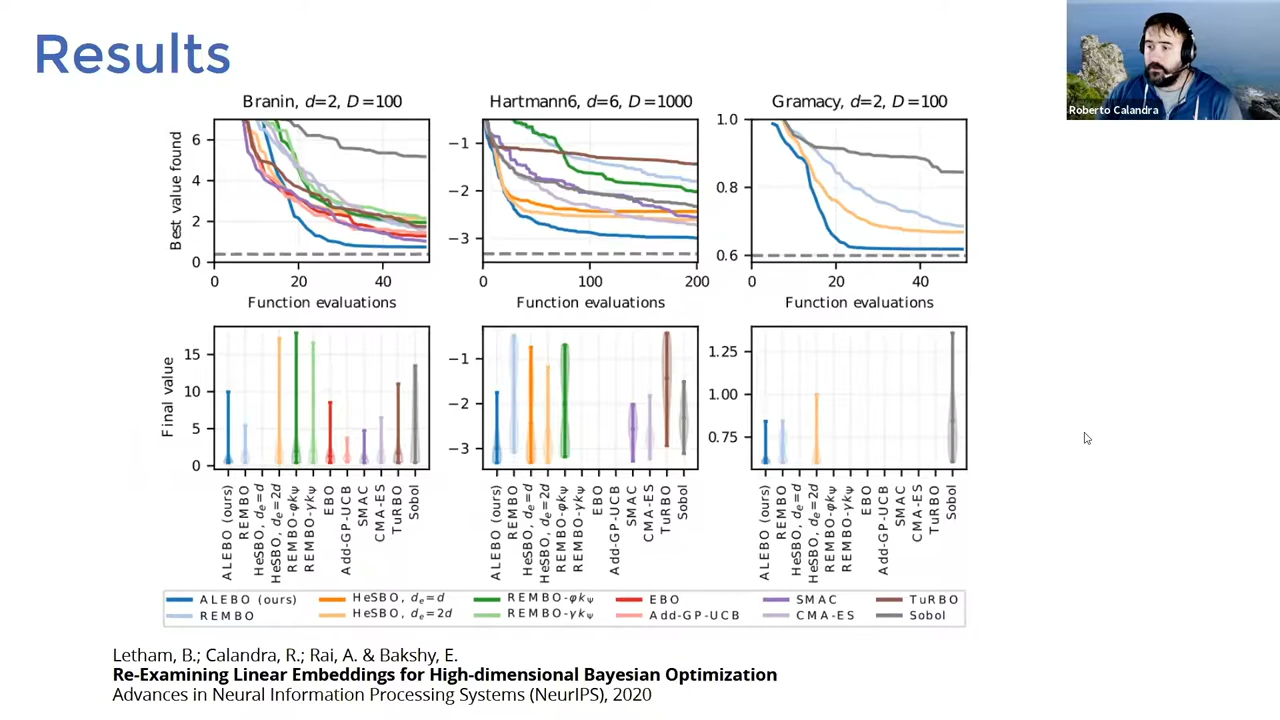 Results
Roberto Calandra
Branin, d=2, D=100
Hartmann6, d=6, D=1000
Gramacy, d=2, D=100
Best value found
6
4
2
0
0 20 40
Function evaluations
−1
−2
−3
0 100 200
Function evaluations
1.0
0.8
0.6
0 20 40
Function evaluations
Final value
15
10
5
0
ALEBO (ours)
REMBO
HeSBO, dₑ=d
HeSBO, dₑ=2d
REMBO-φkψ
REMBO-γkψ
EBO
Add-GP-UCB
SMAC
CMA-ES
TuRBO
Sobol
−1
−2
−3
ALEBO (ours)
REMBO
HeSBO, dₑ=d
HeSBO, dₑ=2d
REMBO-φkψ
REMBO-γkψ
EBO
Add-GP-UCB
SMAC
CMA-ES
TuRBO
Sobol
1.25
1.00
0.75
ALEBO (ours)
REMBO
HeSBO, dₑ=d
HeSBO, dₑ=2d
REMBO-φkψ
REMBO-γkψ
EBO
Add-GP-UCB
SMAC
CMA-ES
TuRBO
Sobol
ALEBO (ours) HeSBO, dₑ=d REMBO-φkψ EBO SMAC TuRBO
REMBO HeSBO, dₑ=2d REMBO-γkψ Add-GP-UCB CMA-ES Sobol
Letham, B.; Calandra, R.; Rai, A. & Bakshy, E.
Re-Examining Linear Embeddings for High-dimensional Bayesian Optimization
Advances in Neural Information Processing Systems (NeurIPS), 2020